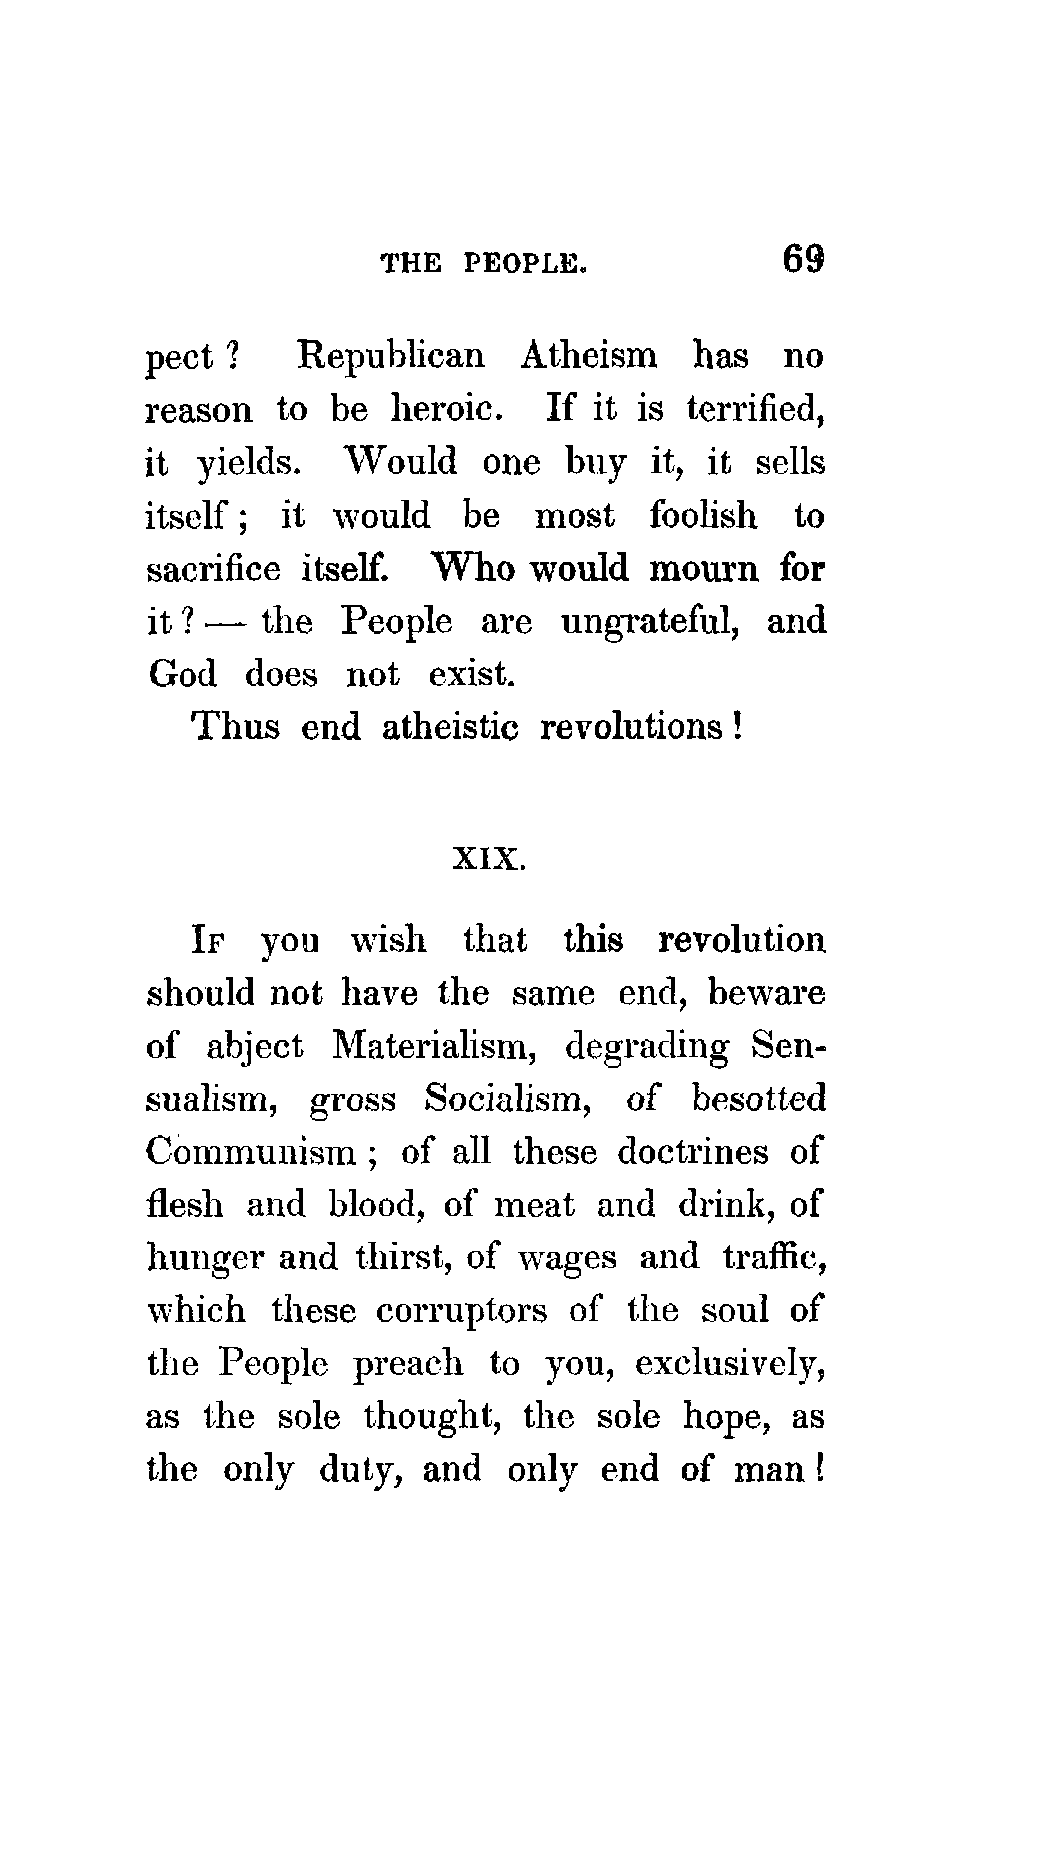 THE PEOPLE. 69
pect ? Republican Atheism has no
reason to be heroic. If it is terrified,
it yields. Would one buy it, it sells
itself ; it would be most foolish to
sacrifice itself. Who would mourn for
it ? — the People are ungrateful, and
God does not exist.
Thus end atheistic revolutions !
XIX.
IF you wish that this revolution
should not have the same end, beware
of abject Materialism, degrading Sen-
sualism, gross Socialism, of besotted
Communism ; of all these doctrines of
flesh and blood, of meat and drink, of
hunger and thirst, of wages and traffic,
which these corruptors of the soul of
the People preach to you, exclusively,
as the sole thought, the sole hope, as
the only duty, and only end of man !